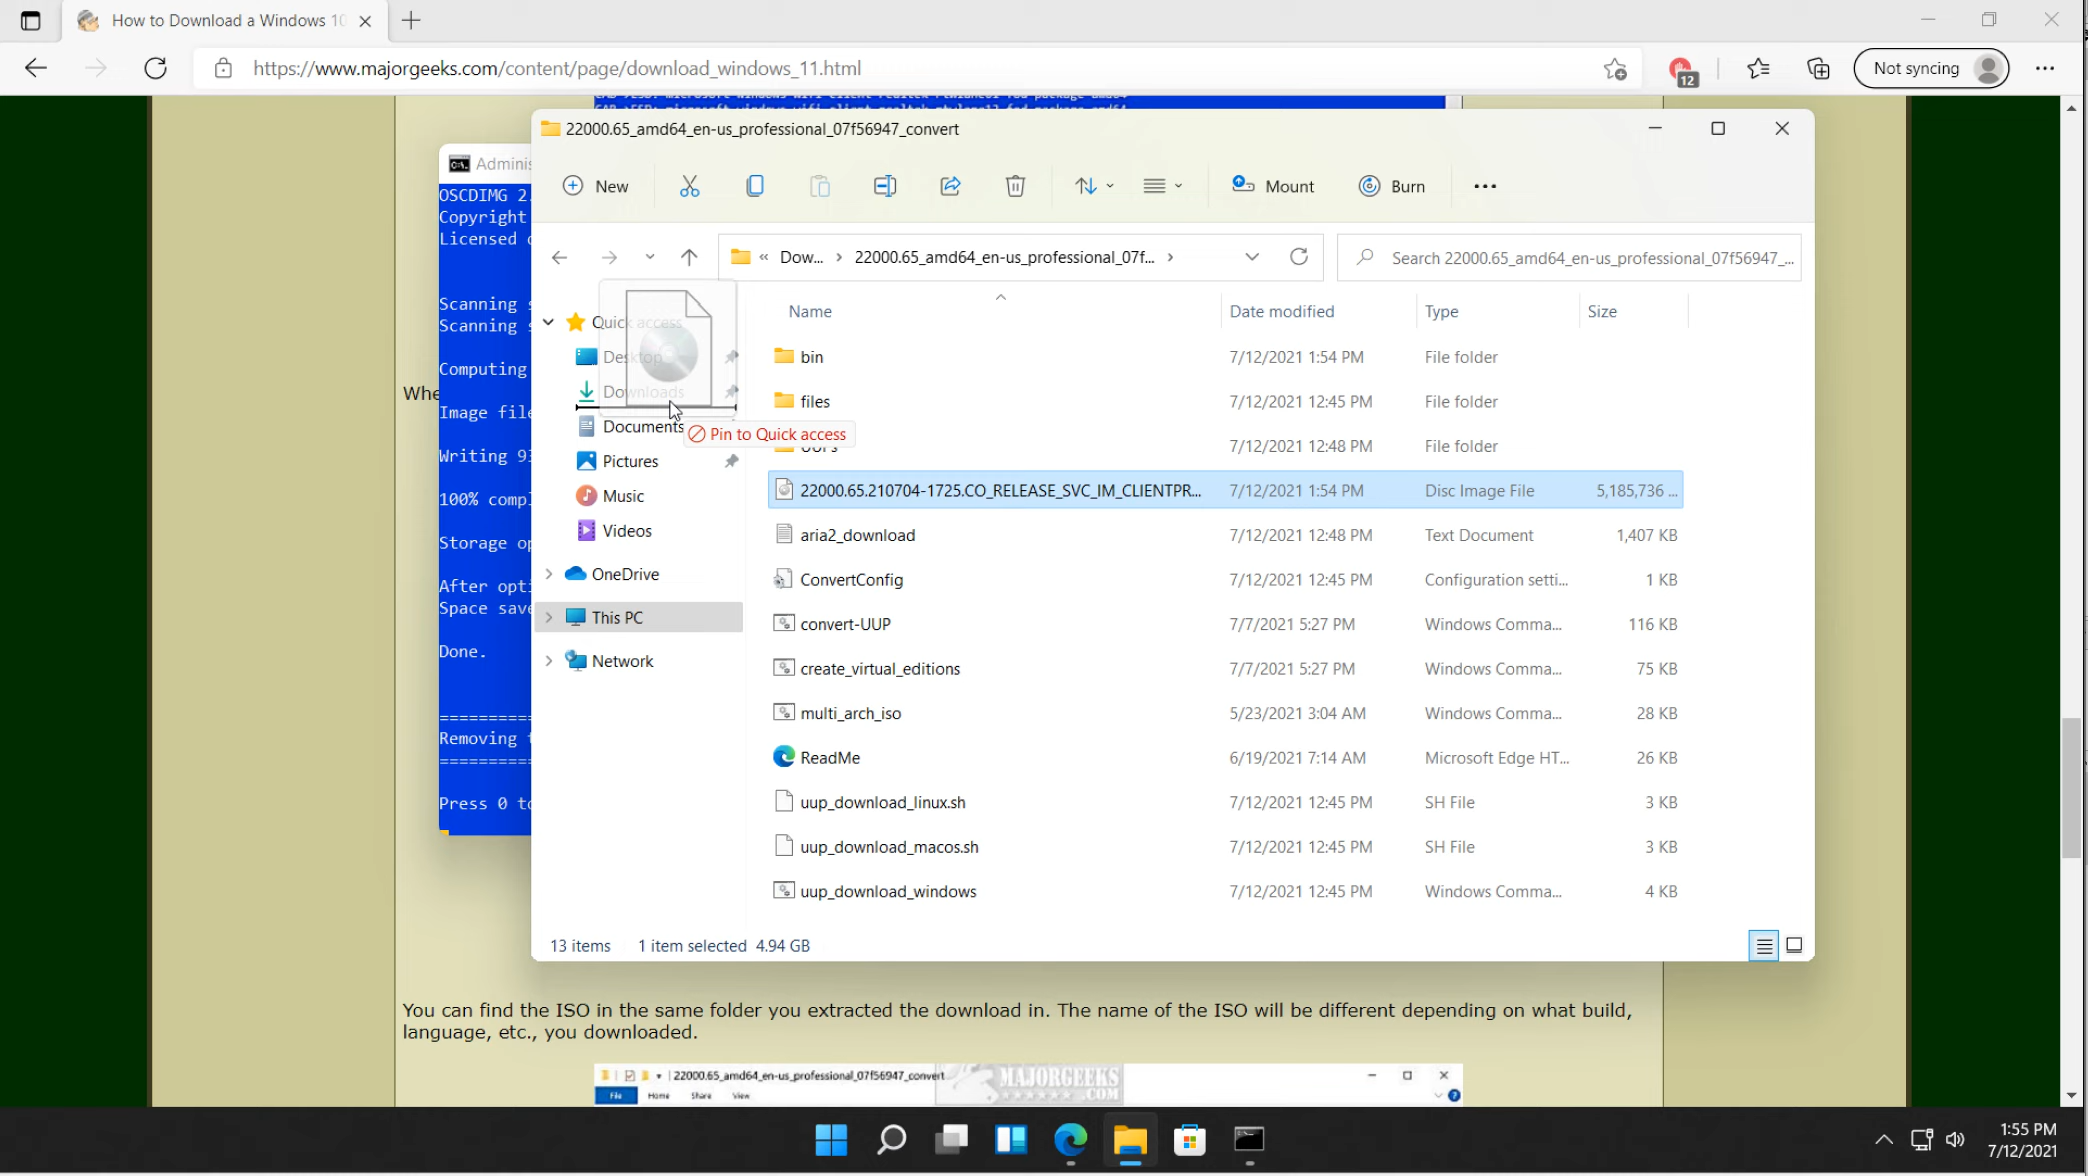 How to Download a Windows 10
https://www.majorgeeks.com/content/page/download_windows_11.html
12
Not syncing
22000.65_amd64_en-us_professional_07f56947_convert
Adminis
OSCDIMG 2.
Copyright
Licensed
Scanning
Scanning
Computing
Image file
Writing 93
100% compl
Storage op
After opti
Space save
Done.
==========
Removing
==========
Press 0 to
Whe
New
Mount
Burn
« Dow... > 22000.65_amd64_en-us_professional_07f... >
Search 22000.65_amd64_en-us_professional_07f56947_...
Quick access
Desktop
Downloads
Documents
Pictures
Music
Videos
OneDrive
This PC
Network
Pin to Quick access
Name Date modified Type Size
bin 7/12/2021 1:54 PM File folder
files 7/12/2021 12:45 PM File folder
UUPs 7/12/2021 12:48 PM File folder
22000.65.210704-1725.CO_RELEASE_SVC_IM_CLIENTPR... 7/12/2021 1:54 PM Disc Image File 5,185,736 ...
aria2_download 7/12/2021 12:48 PM Text Document 1,407 KB
ConvertConfig 7/12/2021 12:45 PM Configuration setti... 1 KB
convert-UUP 7/7/2021 5:27 PM Windows Comma... 116 KB
create_virtual_editions 7/7/2021 5:27 PM Windows Comma... 75 KB
multi_arch_iso 5/23/2021 3:04 AM Windows Comma... 28 KB
ReadMe 6/19/2021 7:14 AM Microsoft Edge HT... 26 KB
uup_download_linux.sh 7/12/2021 12:45 PM SH File 3 KB
uup_download_macos.sh 7/12/2021 12:45 PM SH File 3 KB
uup_download_windows 7/12/2021 12:45 PM Windows Comma... 4 KB
13 items 1 item selected 4.94 GB
You can find the ISO in the same folder you extracted the download in. The name of the ISO will be different depending on what build,
language, etc., you downloaded.
22000.65_amd64_en-us_professional_07f56947_convert
MAJORGEEKS
.COM
File Home Share View
1:55 PM
7/12/2021